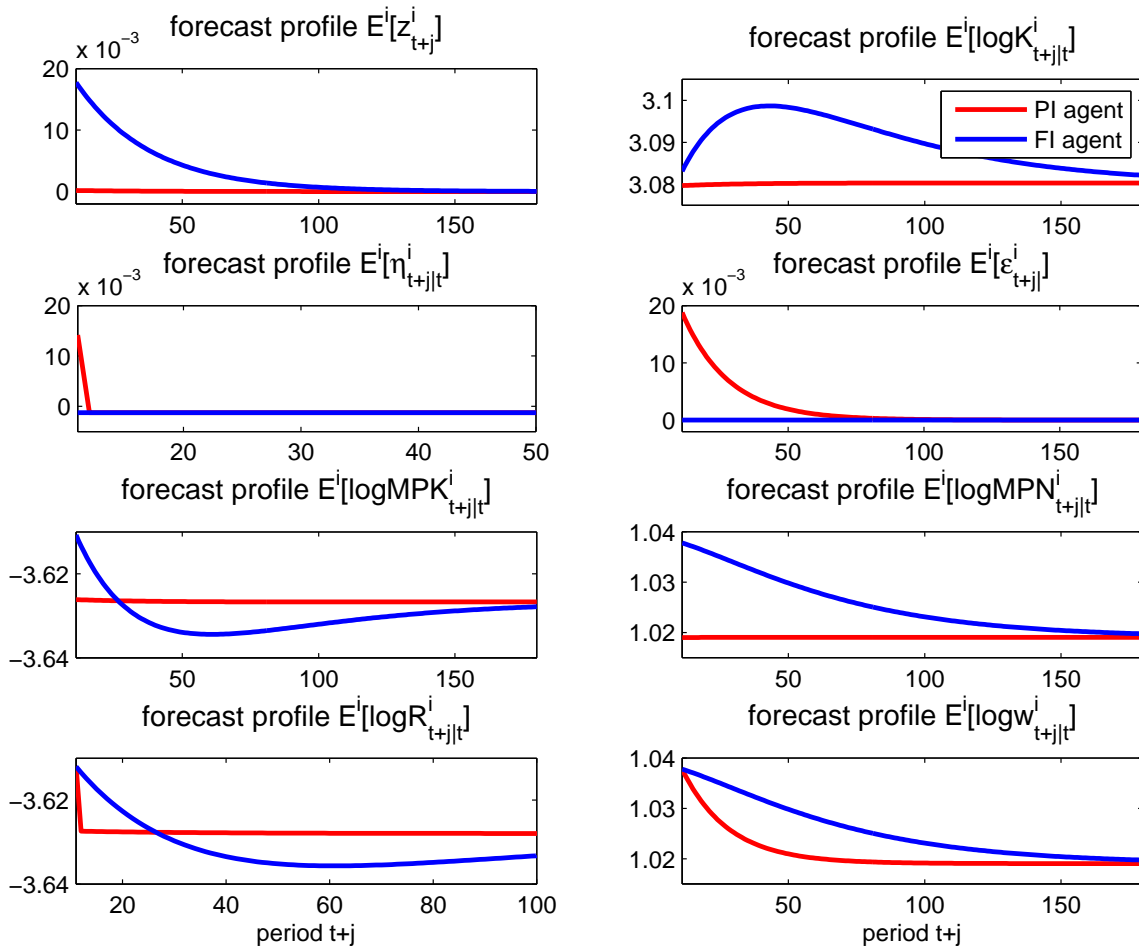 forecast profile E^i[z^i_{t+j}]
x 10^{-3}
20
10
0
50 100 150
forecast profile E^i[logK^i_{t+j|t}]
3.1
3.09
3.08
50 100 150
PI agent
FI agent
forecast profile E^i[η^i_{t+j|t}]
x 10^{-3}
20
10
0
20 30 40 50
forecast profile E^i[ε^i_{t+j|}]
x 10^{-3}
20
10
0
50 100 150
forecast profile E^i[logMPK^i_{t+j|t}]
−3.62
−3.64
50 100 150
forecast profile E^i[logMPN^i_{t+j|t}]
1.04
1.03
1.02
50 100 150
forecast profile E^i[logR^i_{t+j|t}]
−3.62
−3.64
20 40 60 80 100
period t+j
forecast profile E^i[logw^i_{t+j|t}]
1.04
1.03
1.02
50 100 150
period t+j